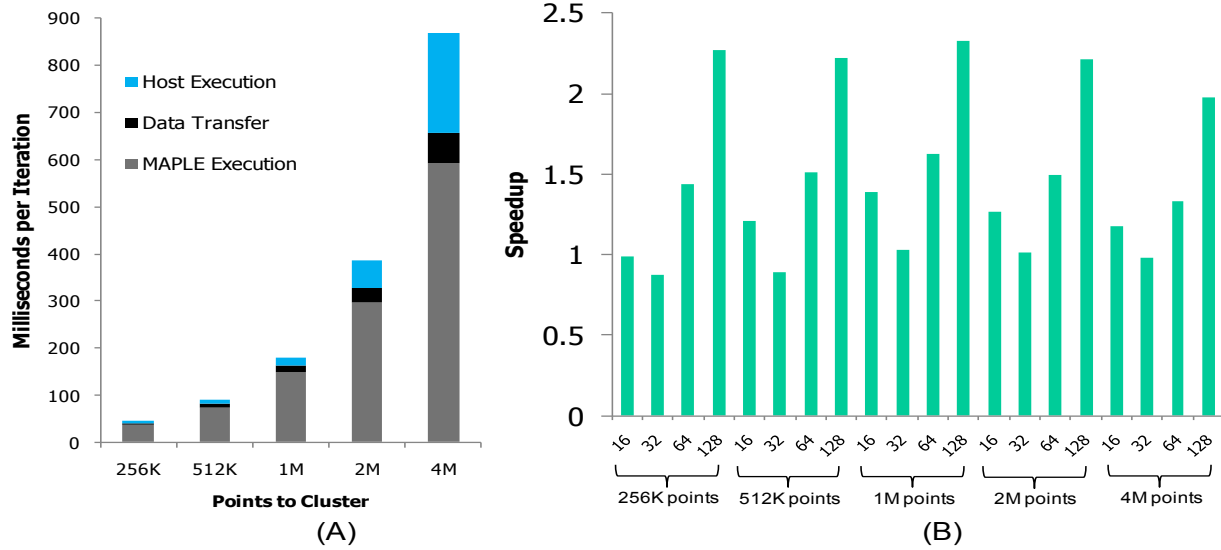 900
800
700
600
500
400
300
200
100
0
Milliseconds per Iteration
Host Execution
Data Transfer
MAPLE Execution
256K 512K 1M 2M 4M
Points to Cluster
(A)
2.5
2
1.5
1
0.5
0
Speedup
16 32 64 128 16 32 64 128 16 32 64 128 16 32 64 128 16 32 64 128
256K points 512K points 1M points 2M points 4M points
(B)